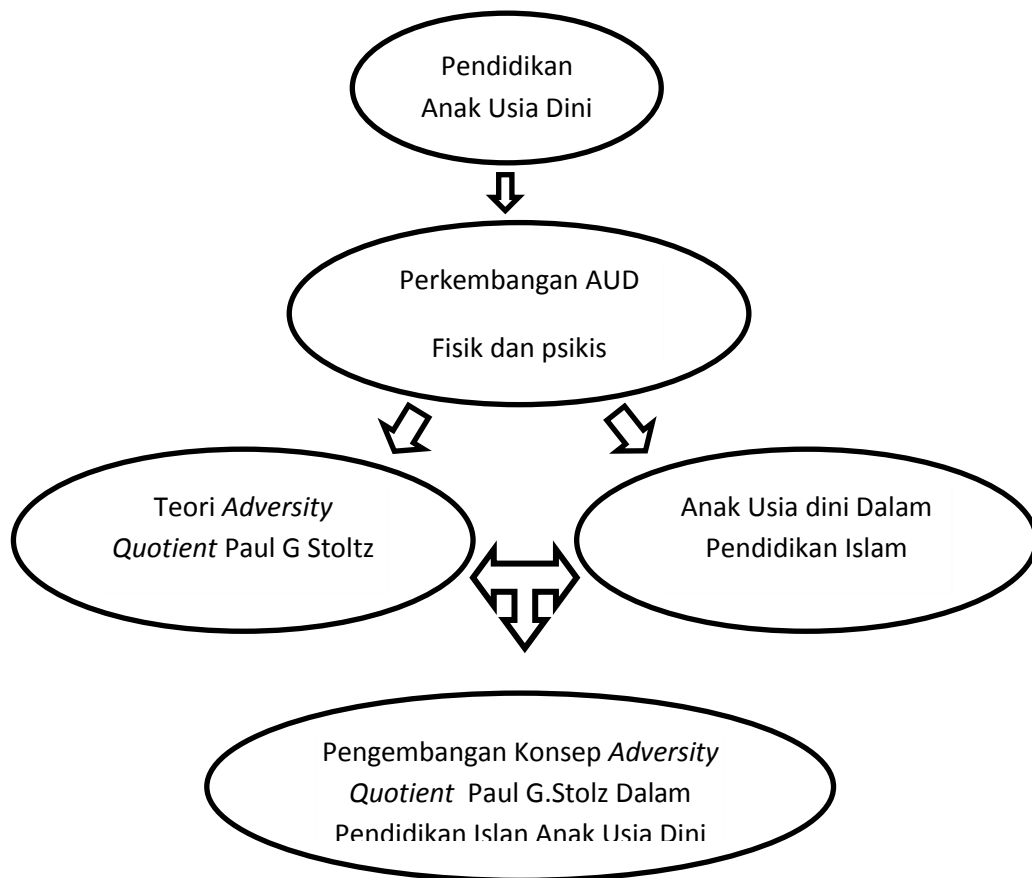 Pendidikan
Anak Usia Dini
Perkembangan AUD
Fisik dan psikis
Teori Adversity
Quotient Paul G Stoltz
Anak Usia dini Dalam
Pendidikan Islam
Pengembangan Konsep Adversity
Quotient Paul G.Stolz Dalam
Pendidikan Islan Anak Usia Dini